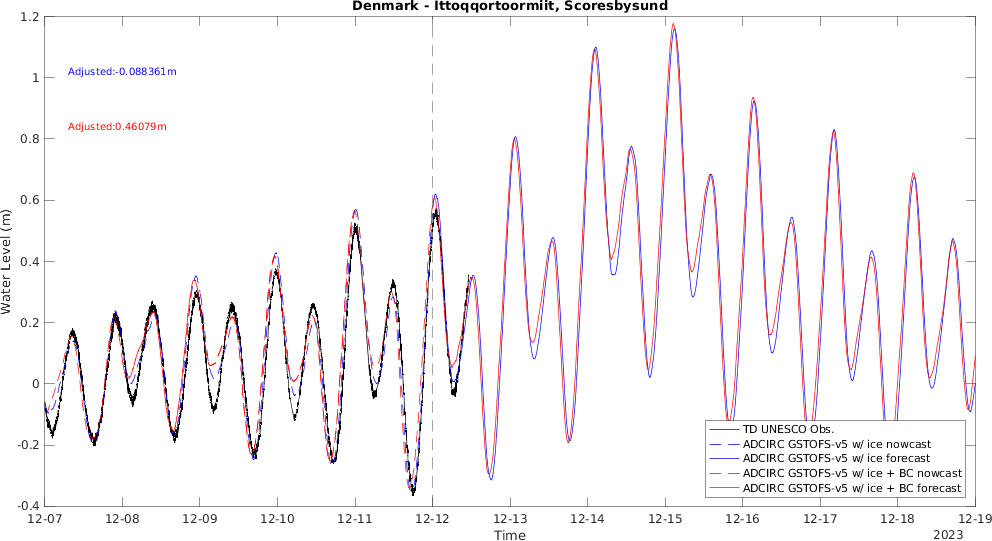 Denmark - Ittoqqortoormiit, Scoresbysund
1.2
1
0.8
0.6
0.4
0.2
0
-0.2
-0.4
Water Level (m)
Adjusted:-0.088361m
Adjusted:0.46079m
TD UNESCO Obs.
ADCIRC GSTOFS-v5 w/ ice nowcast
ADCIRC GSTOFS-v5 w/ ice forecast
ADCIRC GSTOFS-v5 w/ ice + BC nowcast
ADCIRC GSTOFS-v5 w/ ice + BC forecast
12-07 12-08 12-09 12-10 12-11 12-12 12-13 12-14 12-15 12-16 12-17 12-18 12-19
Time
2023